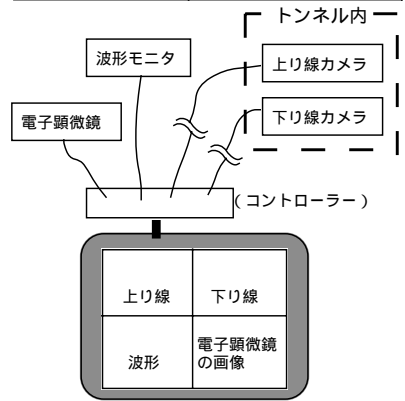 トンネル内
波形モニタ
上り線カメラ
電子顕微鏡
下り線カメラ
(コントローラー)
上り線
下り線
波形
電子顕微鏡
の画像